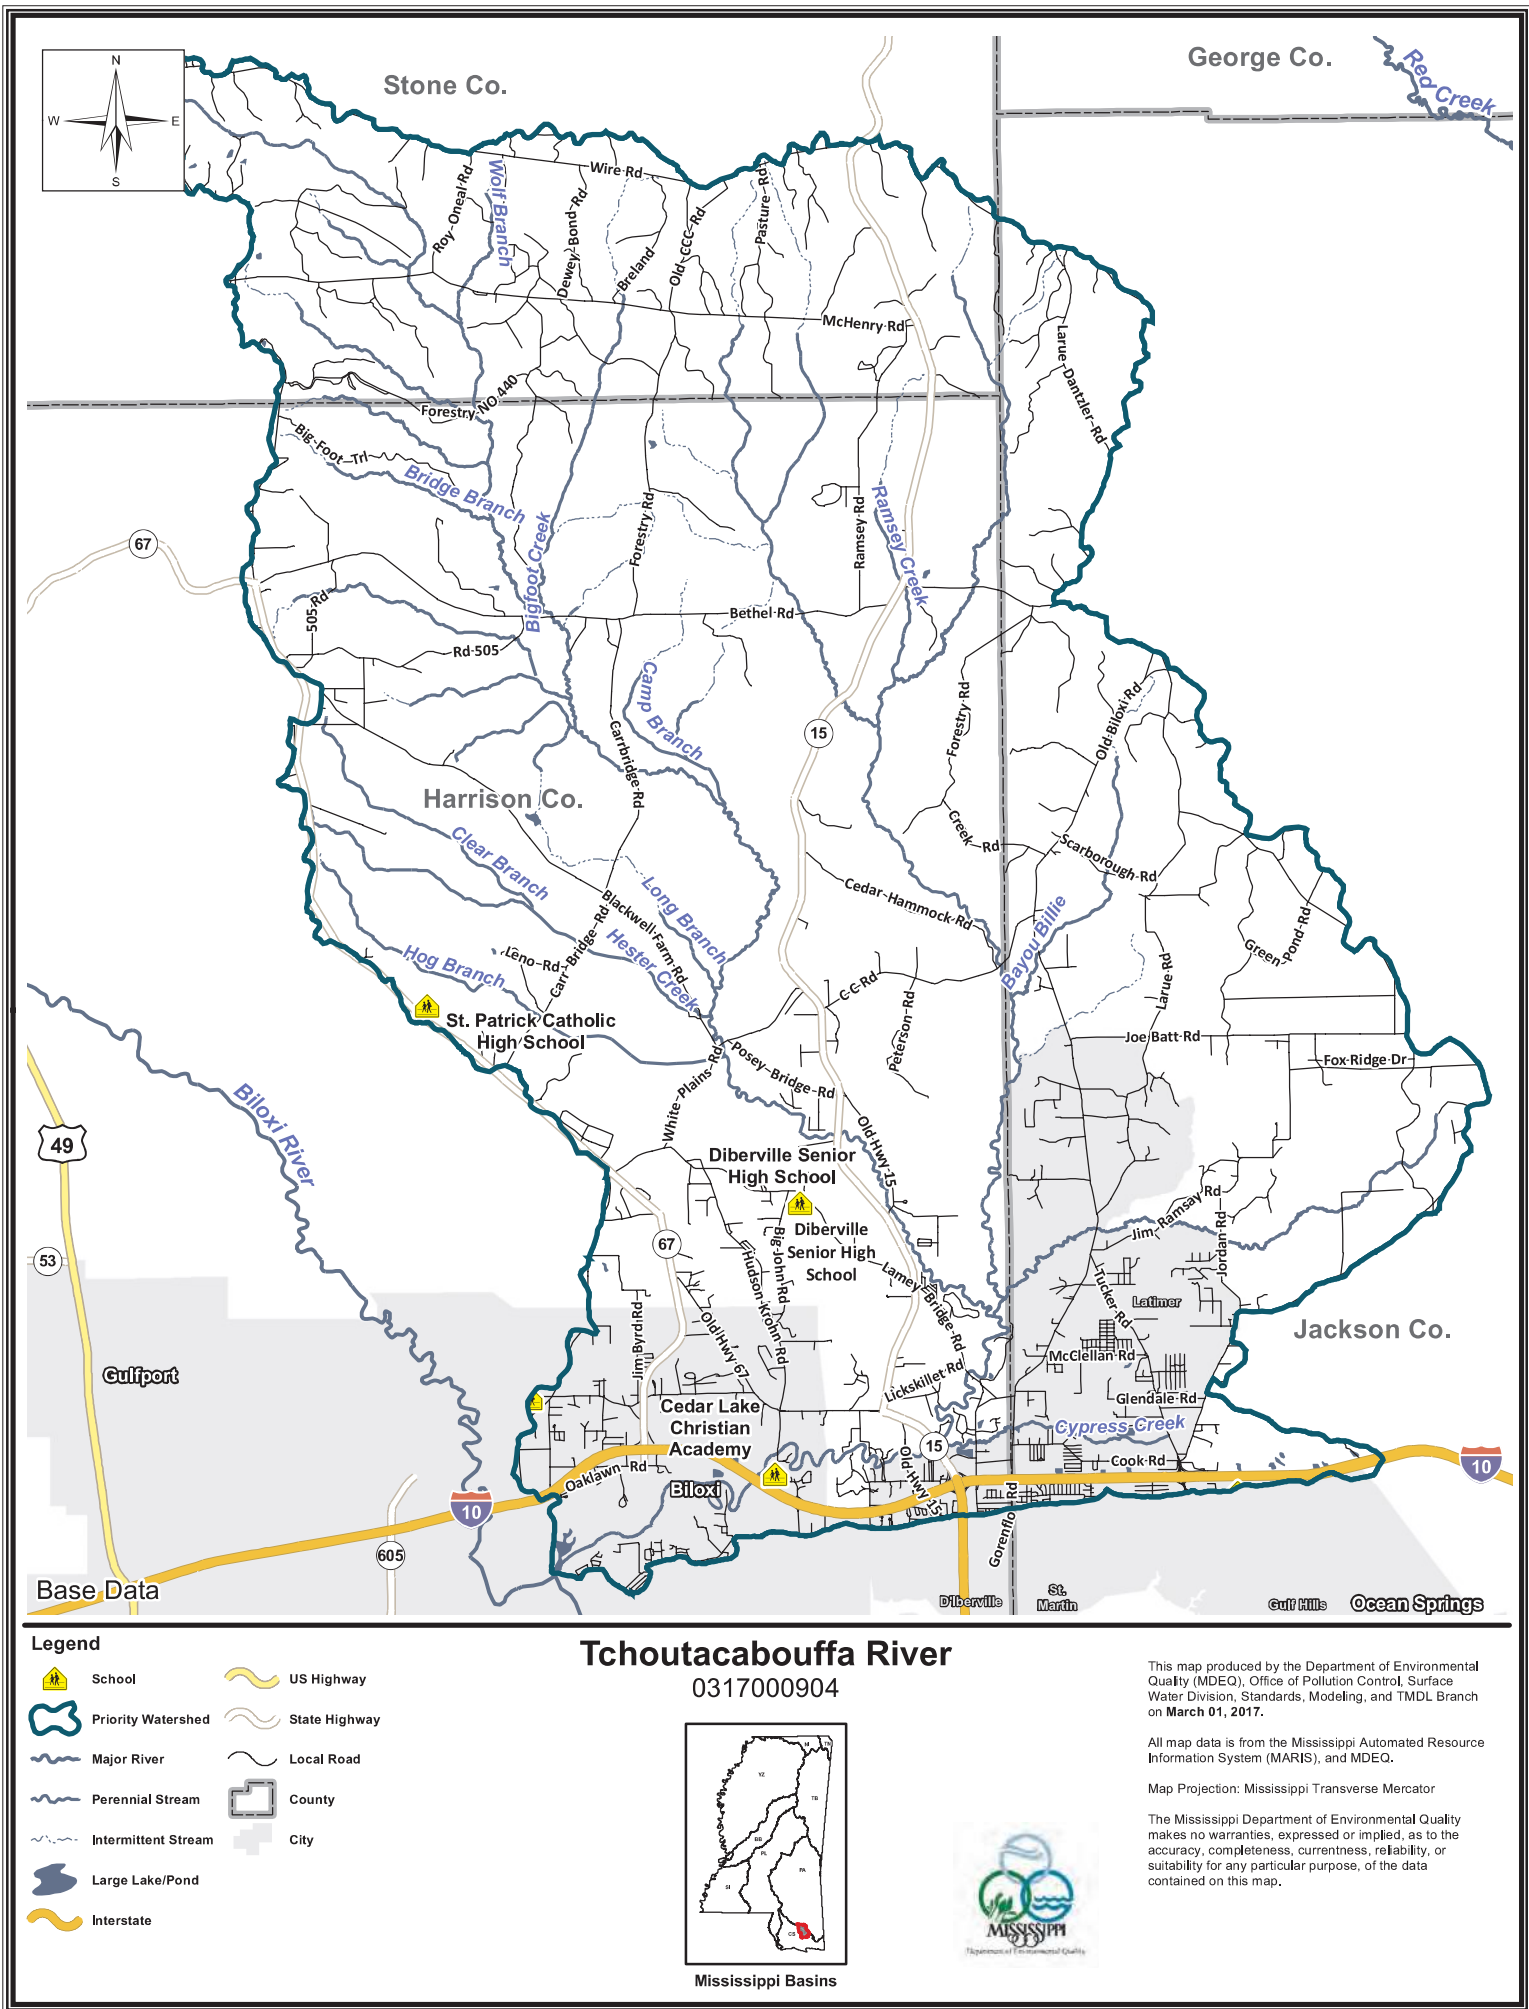 N
W E
S
Stone Co.
George Co.
Red Creek
Wire Rd
Roy Oneal Rd
Wolf Branch
Dewey Bond Rd
Breland
Old CCC Rd
Pasture Rd
McHenry Rd
Larue Dantzler Rd
Forestry NO 440
Big Foot Trl
Bridge Branch
Bigfoot Creek
Forestry Rd
Ramsey Rd
Ramsey Creek
67
505 Rd
Rd 505
Bethel Rd
Camp Branch
Carrbridge Rd
15
Forestry Rd
Old Biloxi Rd
Harrison Co.
Creek Rd
Scarborough Rd
Clear Branch
Long Branch
Blackwell Farm Rd
Cedar Hammock Rd
Hester Creek
Bayou Billie
Green Pond Rd
Hog Branch
Leno Rd
Carr Bridge Rd
C C Rd
Peterson Rd
Larue Rd
St. Patrick Catholic
High School
Joe Batt Rd
Fox Ridge Dr
Posey Bridge Rd
White Plains Rd
Biloxi River
49
Old Hwy 15
Diberville Senior
High School
Diberville
Senior High
School
Jim Ramsay Rd
Jordan Rd
67
53
Big John Rd
Hudson Krohn Rd
Lamey Bridge Rd
Tucker Rd
Latimer
Jim Byrd Rd
Old Hwy 67
Jackson Co.
McClellan Rd
Gulfport
Lickskillet Rd
Glendale Rd
Cedar Lake
Christian
Academy
Cypress Creek
15
Old Hwy 15
Cook Rd
10
Oaklawn Rd
Biloxi
10
Gorenflo Rd
605
Base Data
D'Iberville
St.
Martin
Gulf Hills
Ocean Springs
Legend
School
Priority Watershed
Major River
Perennial Stream
Intermittent Stream
Large Lake/Pond
Interstate
US Highway
State Highway
Local Road
County
City
Tchoutacabouffa River
0317000904
YZ
TN
TB
BB
PL
PA
SI
CS
Mississippi Basins
MISSISSIPPI
Department of Environmental Quality
This map produced by the Department of Environmental
Quality (MDEQ), Office of Pollution Control, Surface
Water Division, Standards, Modeling, and TMDL Branch
on March 01, 2017.
All map data is from the Mississippi Automated Resource
Information System (MARIS), and MDEQ.
Map Projection: Mississippi Transverse Mercator
The Mississippi Department of Environmental Quality
makes no warranties, expressed or implied, as to the
accuracy, completeness, currentness, reliability, or
suitability for any particular purpose, of the data
contained on this map.